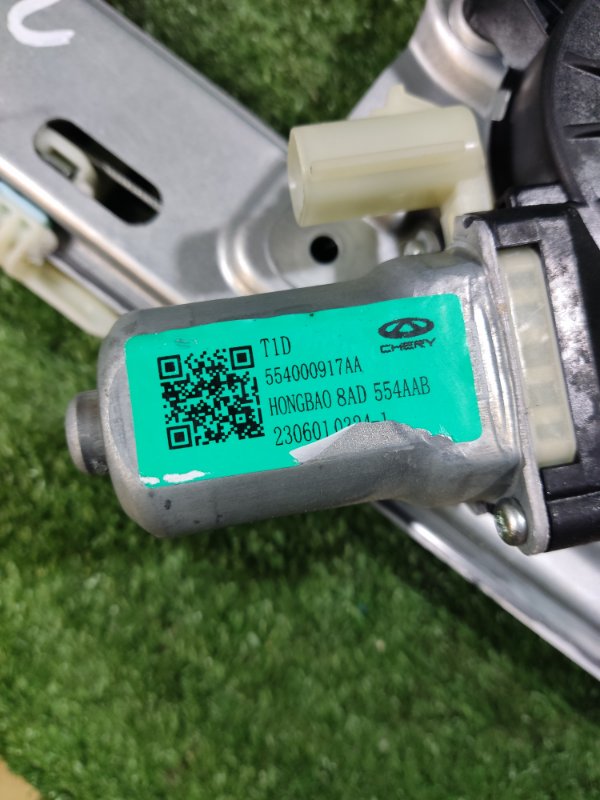 T1D
CHERY
554000917AA
HONGBAO 8AD 554AAB